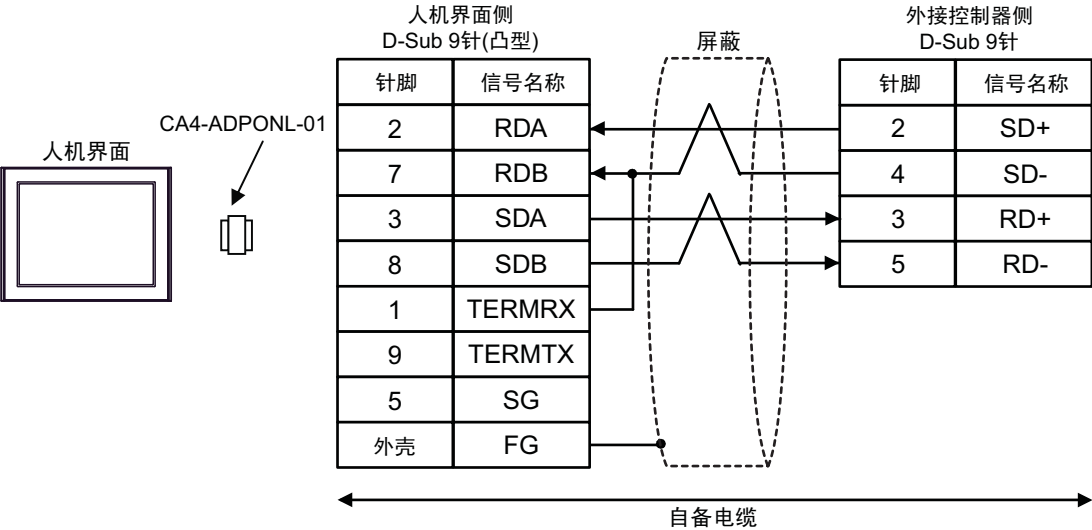 人机界面侧
D-Sub 9针(凸型)
屏蔽
外接控制器侧
D-Sub 9针
CA4-ADPONL-01
人机界面
针脚 信号名称
2 RDA
7 RDB
3 SDA
8 SDB
1 TERMRX
9 TERMTX
5 SG
外壳 FG
针脚 信号名称
2 SD+
4 SD-
3 RD+
5 RD-
自备电缆